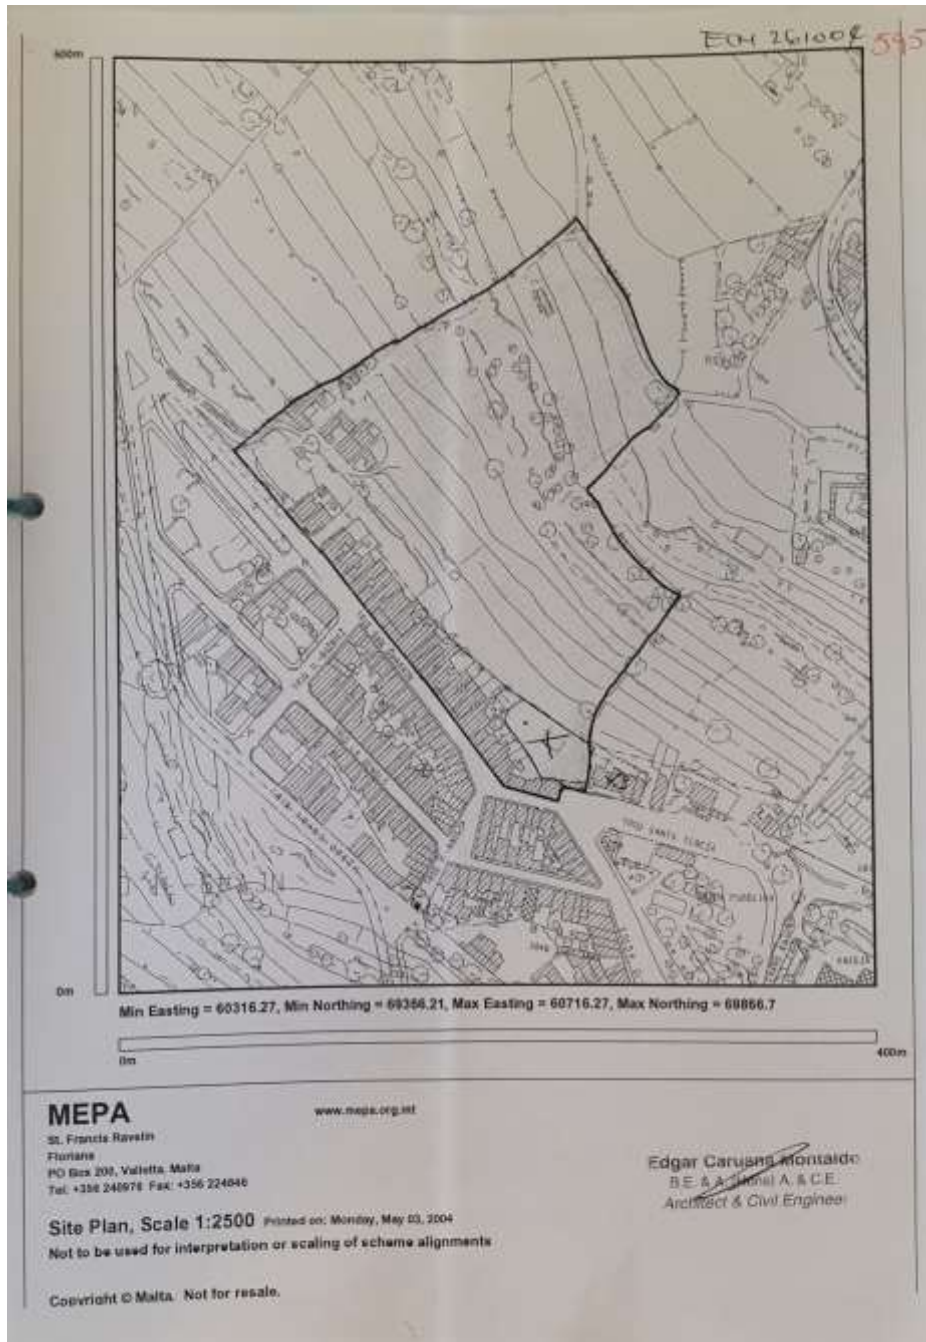 595
0m
Min Easting = 60316.27, Min Northing = 69366.21, Max Easting = 60716.27, Max Northing = 69866.7
0m
400m
MEPA
www.mepa.org.mt
St. Francis Ravelin
Floriana
PO Box 200, Valletta, Malta
Tel: +356 240976 Fax: +356 224846
Edgar Caruana Montaldo
B.E. & A. (Hons) A. & C.E.
Architect & Civil Engineer
Site Plan, Scale 1:2500 Printed on: Monday, May 03, 2004
Not to be used for interpretation or scaling of scheme alignments
Copyright © Malta. Not for resale.